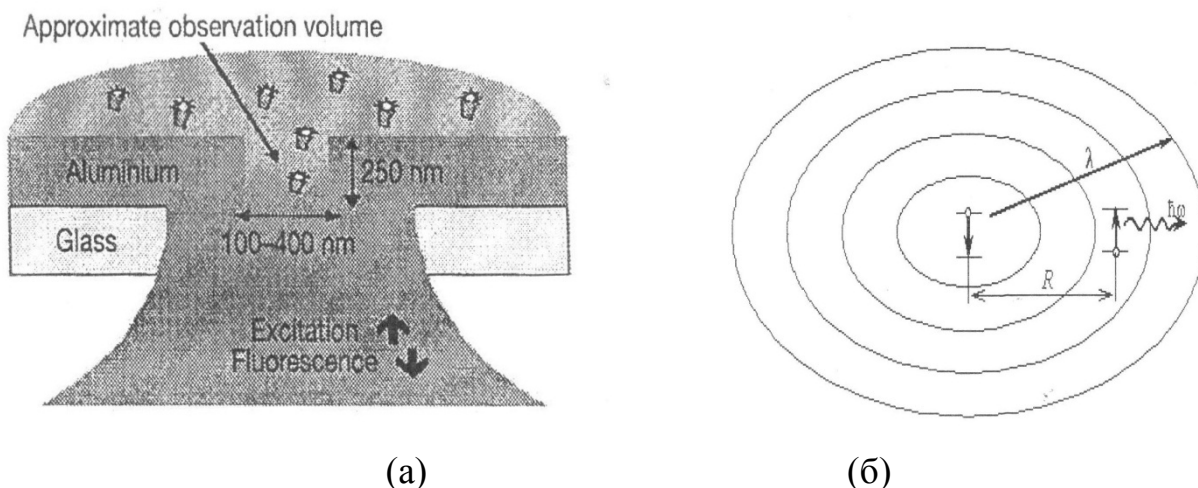 Approximate observation volume
Aluminium
250 nm
Glass
100–400 nm
Excitation
Fluorescence
λ
ħω
R
(а)
(б)